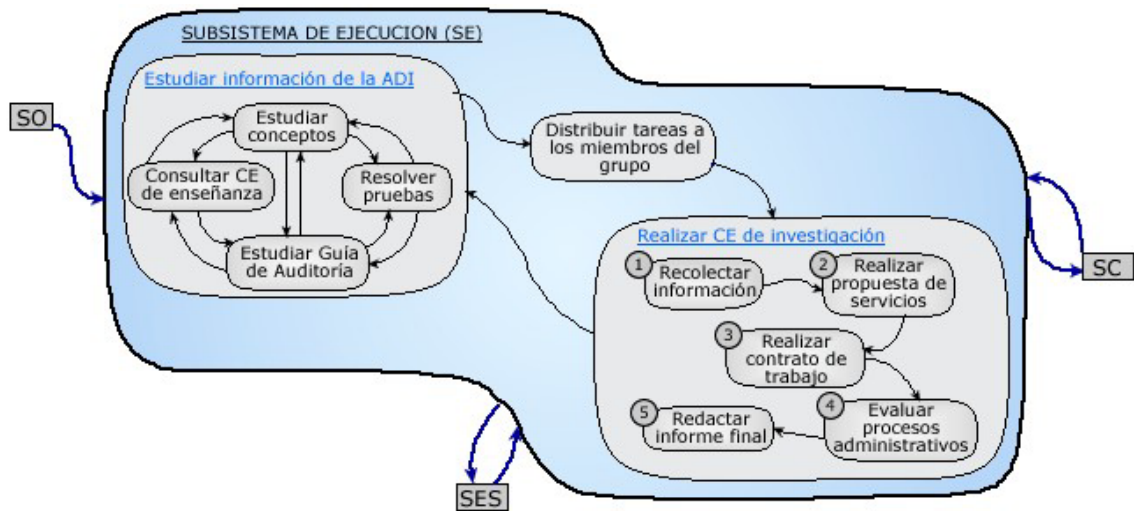 SUBSISTEMA DE EJECUCION (SE)
Estudiar información de la ADI
SO
Estudiar
conceptos
Consultar CE
de enseñanza
Resolver
pruebas
Estudiar Guía
de Auditoría
Distribuir tareas a
los miembros del
grupo
Realizar CE de investigación
1
Recolectar
información
2
Realizar
propuesta de
servicios
3
Realizar
contrato de
trabajo
4
Evaluar
procesos
administrativos
5
Redactar
informe final
SC
SES